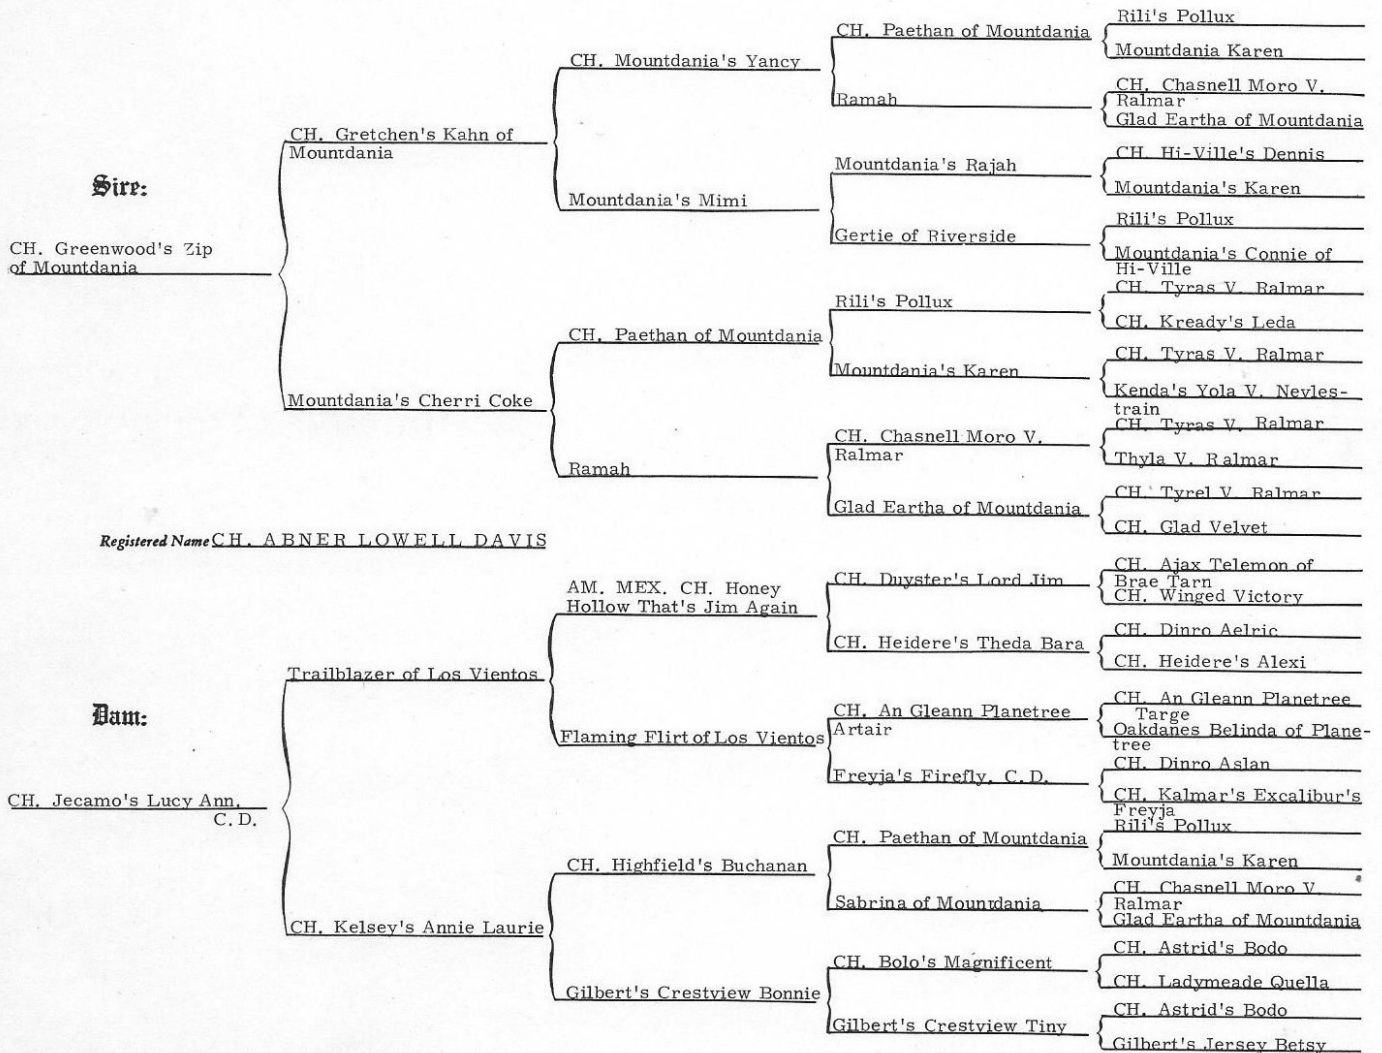 Rili's Pollux
CH. Paethan of Mountdania
Mountdania Karen
CH. Mountdania's Yancy
CH. Chasnell Moro V.
Ralmar
Ramah
Glad Eartha of Mountdania
CH. Gretchen's Kahn of
Mountdania
CH. Hi-Ville's Dennis
Mountdania's Rajah
Mountdania's Karen
Sire:
Mountdania's Mimi
Rili's Pollux
Gertie of Riverside
Mountdania's Connie of
Hi-Ville
CH. Greenwood's Zip
of Mountdania
CH. Tyras V. Ralmar
Rili's Pollux
CH. Kready's Leda
CH. Paethan of Mountdania
CH. Tyras V. Ralmar
Mountdania's Karen
Kenda's Yola V. Nevles-
train
Mountdania's Cherri Coke
CH. Tyras V. Ralmar
CH. Chasnell Moro V.
Ralmar
Thyla V. Ralmar
Ramah
CH. Tyrel V. Ralmar
Glad Eartha of Mountdania
CH. Glad Velvet
Registered Name CH. ABNER LOWELL DAVIS
CH. Ajax Telemon of
Brae Tarn
CH. Duyster's Lord Jim
CH. Winged Victory
AM. MEX. CH. Honey
Hollow That's Jim Again
CH. Dinro Aelric
CH. Heidere's Theda Bara
CH. Heidere's Alexi
Trailblazer of Los Vientos
CH. An Gleann Planetree
Targe
CH. An Gleann Planetree
Artair
Oakdanes Belinda of Plane-
tree
Dam:
Flaming Flirt of Los Vientos
CH. Dinro Aslan
Freyja's Firefly, C.D.
CH. Kalmar's Excalibur's
Freyja
CH. Jecamo's Lucy Ann,
C.D.
Rili's Pollux
CH. Paethan of Mountdania
Mountdania's Karen
CH. Highfield's Buchanan
CH. Chasnell Moro V.
Ralmar
Sabrina of Mountdania
Glad Eartha of Mountdania
CH. Kelsey's Annie Laurie
CH. Astrid's Bodo
CH. Bolo's Magnificent
CH. Ladymeade Quella
Gilbert's Crestview Bonnie
CH. Astrid's Bodo
Gilbert's Crestview Tiny
Gilbert's Jersey Betsy